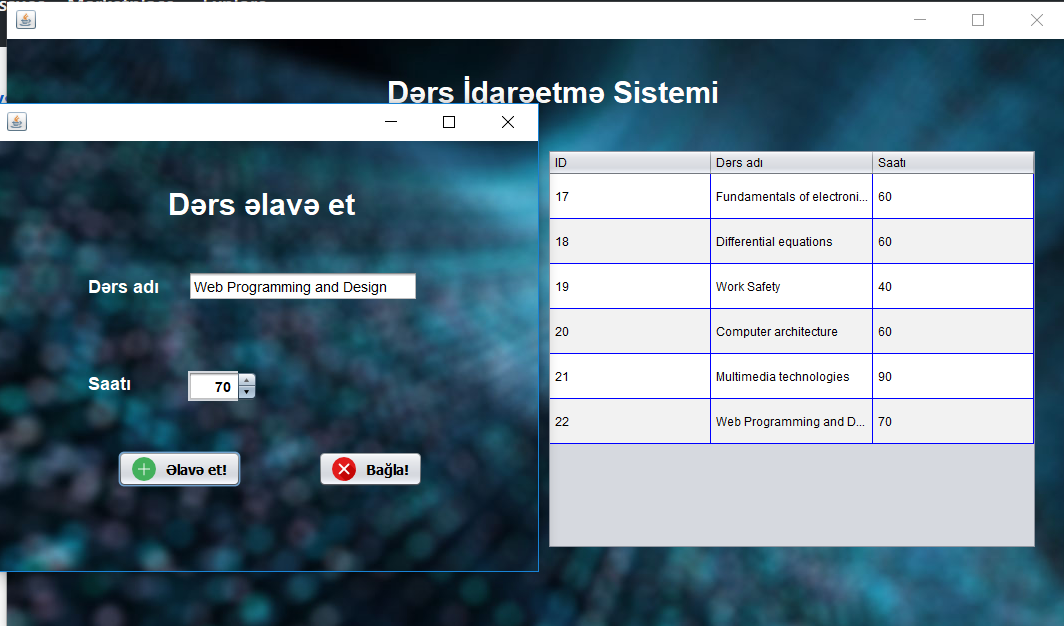 Dərs İdarəetmə Sistemi
Dərs əlavə et
Dərs adı Web Programming and Design
Saatı 70
Əlavə et! Bağla!
ID Dərs adı Saatı
17 Fundamentals of electroni... 60
18 Differential equations 60
19 Work Safety 40
20 Computer architecture 60
21 Multimedia technologies 90
22 Web Programming and D... 70